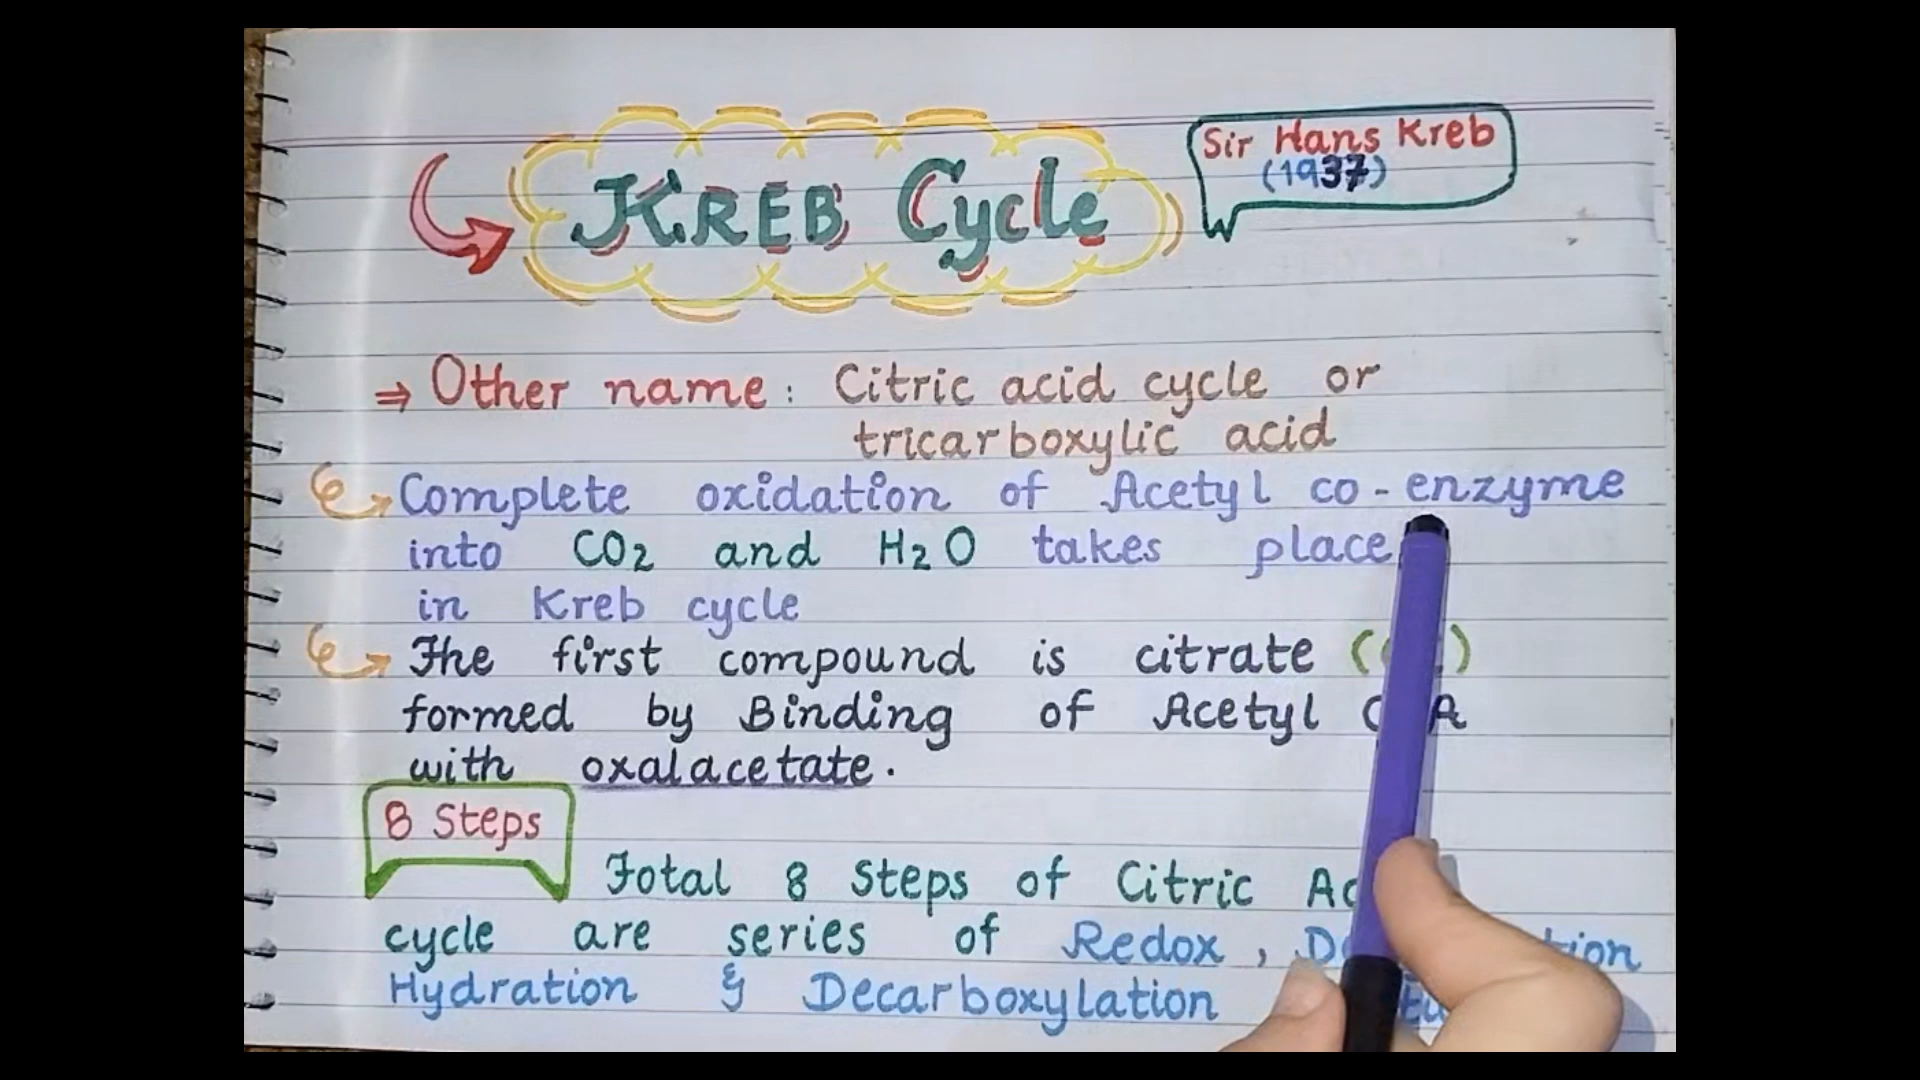 KREB Cycle
Sir Hans Kreb
(1937)
⇒ Other name : Citric acid cycle or
tricarboxylic acid
Complete oxidation of Acetyl co-enzyme
into CO₂ and H₂O takes place
in Kreb cycle
The first compound is citrate
formed by Binding of Acetyl
with oxalacetate.
8 Steps
Total 8 Steps of Citric
cycle are series of Redox ,
Hydration & Decarboxylation